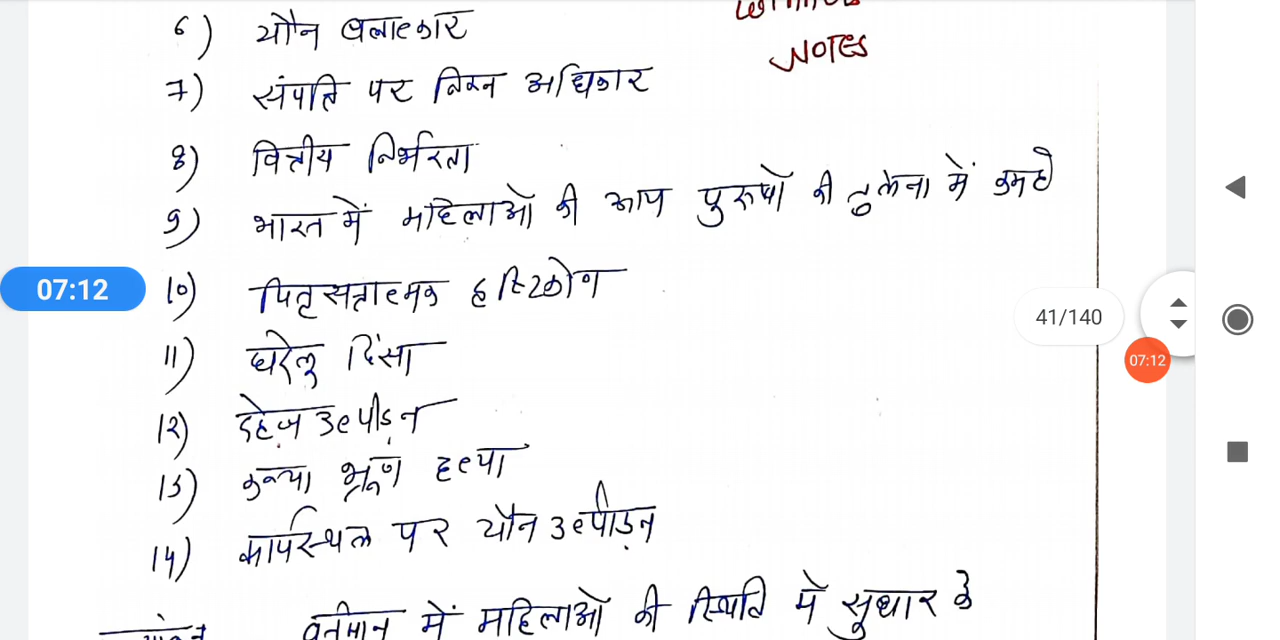 6) यौन बलात्कार
NOTES
7) संपति पर निम्न अधिकार
8) वित्तीय निर्भरता
9) भारत में महिलाओं की आय पुरुषों की तुलना में कम है
07:12
10) पितृसत्तात्मक दृष्टिकोण
41/140
11) घरेलु हिंसा
07:12
12) दहेज उत्पीड़न
13) कन्या भ्रूण हत्या
14) कार्यस्थल पर यौन उत्पीड़न
वर्तमान में महिलाओं की स्थिति में सुधार के